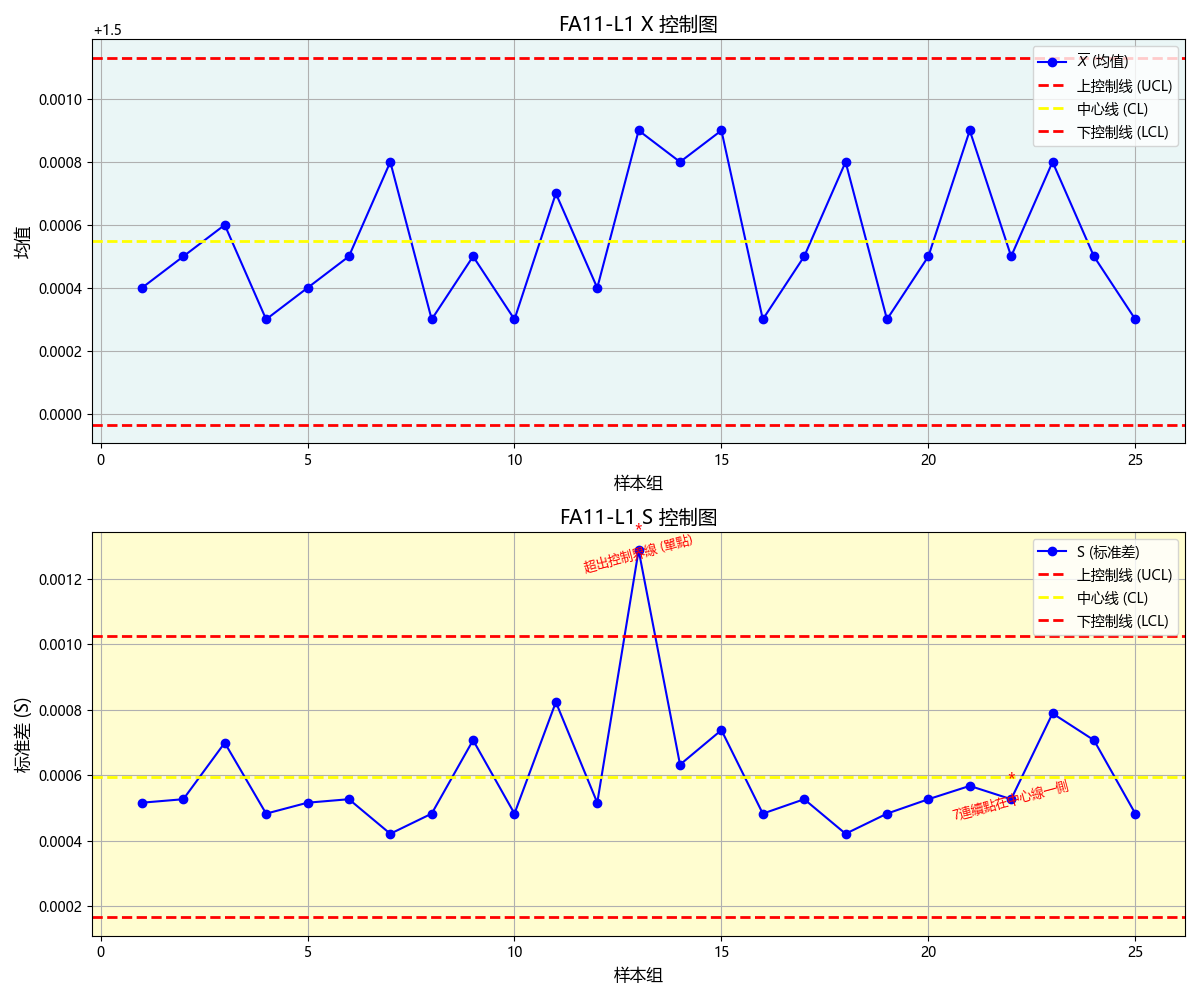 FA11-L1 X 控制图
+1.5
X (均值)
上控制线 (UCL)
中心线 (CL)
下控制线 (LCL)
均值
0.0010
0.0008
0.0006
0.0004
0.0002
0.0000
0 5 10 15 20 25
样本组
FA11-L1 S 控制图
*
超出控制界線 (單點)
S (标准差)
上控制线 (UCL)
中心线 (CL)
下控制线 (LCL)
标准差 (S)
0.0012
0.0010
0.0008
0.0006
0.0004
0.0002
*
7連續點在中心線一側
0 5 10 15 20 25
样本组